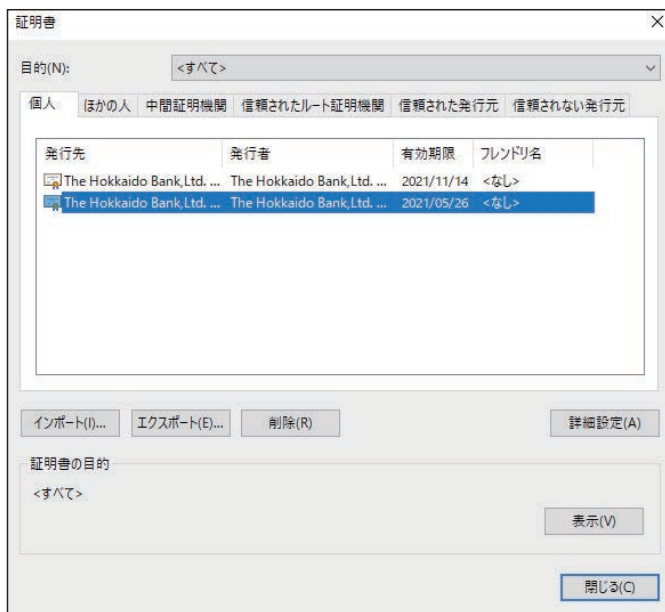 証明書
目的(N): <すべて>
個人 ほかの人 中間証明機関 信頼されたルート証明機関 信頼された発行元 信頼されない発行元
発行先 発行者 有効期限 フレンドリ名
The Hokkaido Bank,Ltd. ... The Hokkaido Bank,Ltd. ... 2021/11/14 <なし>
The Hokkaido Bank,Ltd. ... The Hokkaido Bank,Ltd. ... 2021/05/26 <なし>
インポート(I)... エクスポート(E)... 削除(R) 詳細設定(A)
証明書の目的
<すべて>
表示(V)
閉じる(C)